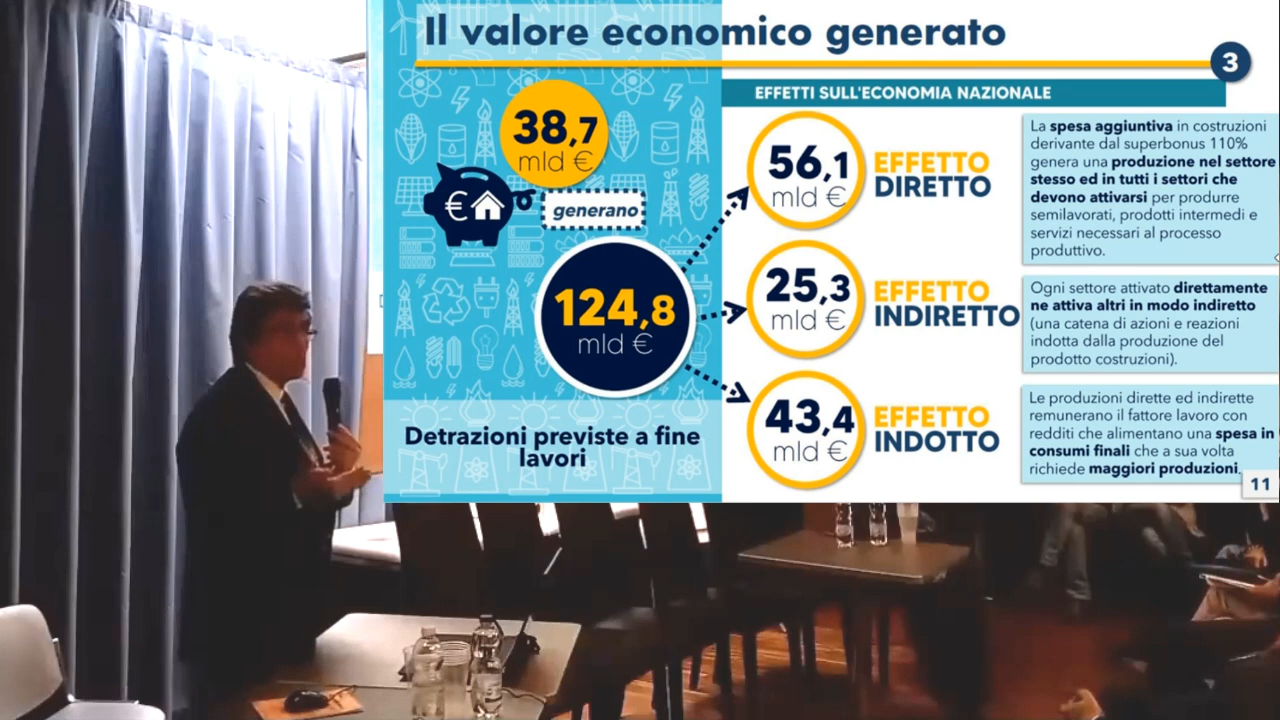 Il valore economico generato
3
38,7
mld €
€
generano
124,8
mld €
Detrazioni previste a fine
lavori
EFFETTI SULL'ECONOMIA NAZIONALE
56,1
mld €
EFFETTO
DIRETTO
La spesa aggiuntiva in costruzioni
derivante dal superbonus 110%
genera una produzione nel settore
stesso ed in tutti i settori che
devono attivarsi per produrre
semilavorati, prodotti intermedi e
servizi necessari al processo
produttivo.
25,3
mld €
EFFETTO
INDIRETTO
Ogni settore attivato direttamente
ne attiva altri in modo indiretto
(una catena di azioni e reazioni
indotta dalla produzione del
prodotto costruzioni).
43,4
mld €
EFFETTO
INDOTTO
Le produzioni dirette ed indirette
remunerano il fattore lavoro con
redditi che alimentano una spesa in
consumi finali che a sua volta
richiede maggiori produzioni.
11